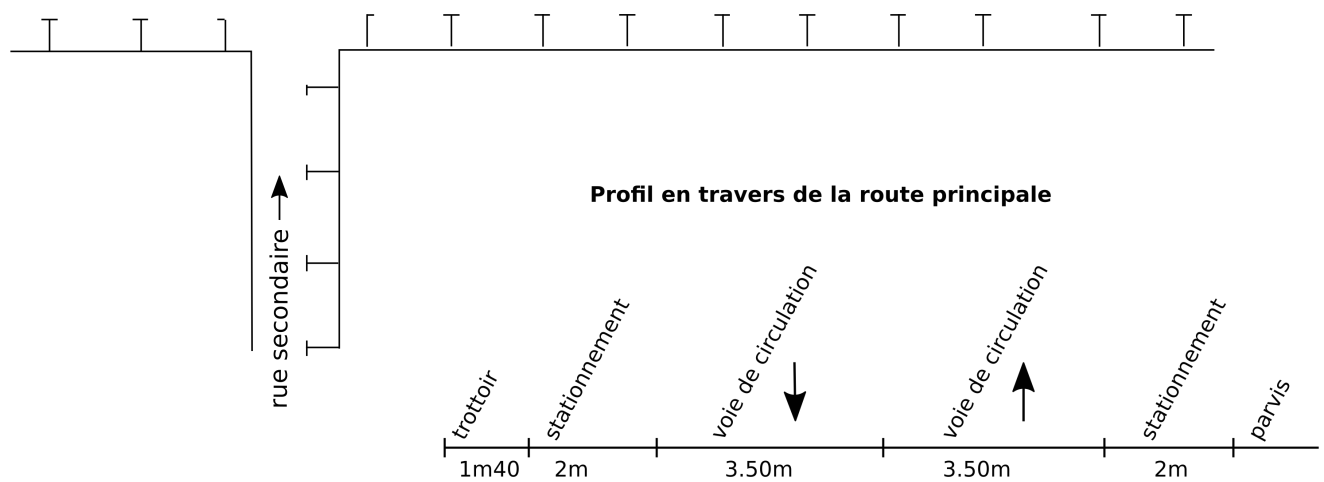 Profil en travers de la route principale
rue secondaire
trottoir
stationnement
voie de circulation
voie de circulation
stationnement
parvis
1m40
2m
3.50m
3.50m
2m